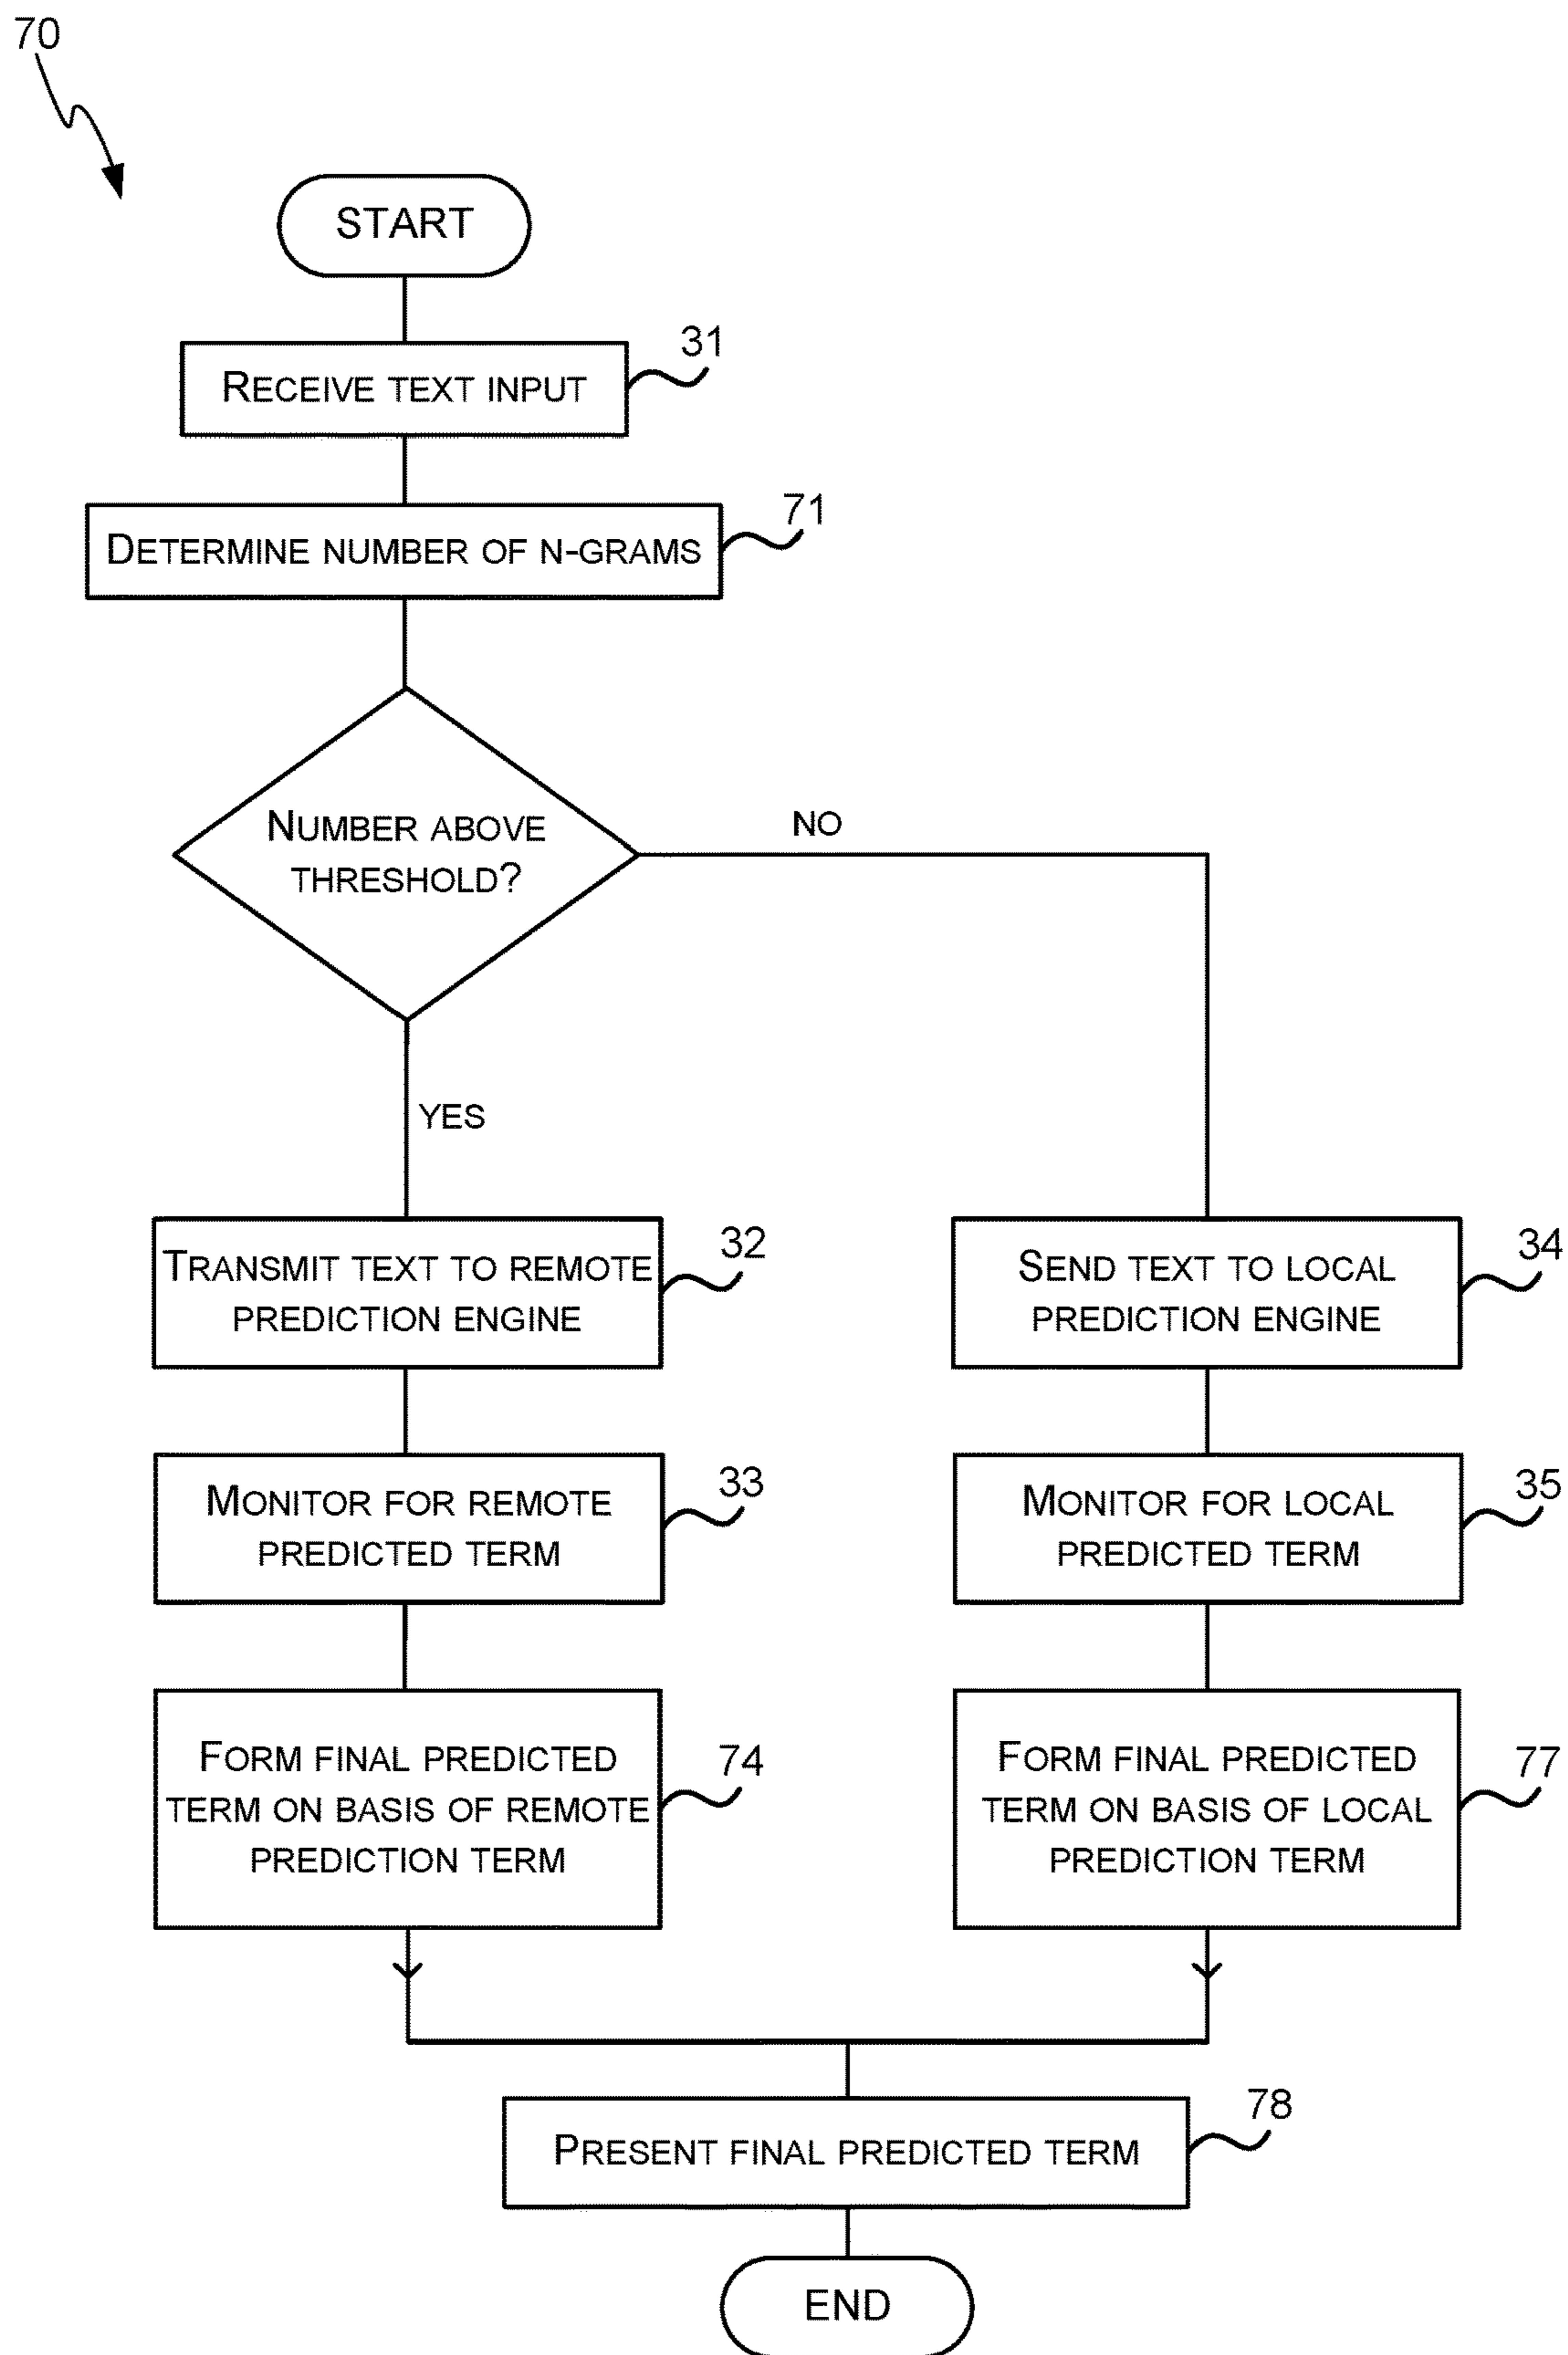 70
START
RECEIVE TEXT INPUT
31
DETERMINE NUMBER OF N-GRAMS
71
NUMBER ABOVE
THRESHOLD?
NO
YES
TRANSMIT TEXT TO REMOTE
PREDICTION ENGINE
32
SEND TEXT TO LOCAL
PREDICTION ENGINE
34
MONITOR FOR REMOTE
PREDICTED TERM
33
MONITOR FOR LOCAL
PREDICTED TERM
35
FORM FINAL PREDICTED
TERM ON BASIS OF REMOTE
PREDICTION TERM
74
FORM FINAL PREDICTED
TERM ON BASIS OF LOCAL
PREDICTION TERM
77
PRESENT FINAL PREDICTED TERM
78
END